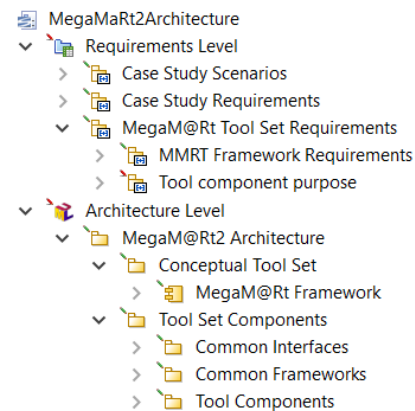 MegaMaRt2Architecture
Requirements Level
Case Study Scenarios
Case Study Requirements
MegaM@Rt Tool Set Requirements
MMRT Framework Requirements
Tool component purpose
Architecture Level
MegaM@Rt2 Architecture
Conceptual Tool Set
MegaM@Rt Framework
Tool Set Components
Common Interfaces
Common Frameworks
Tool Components